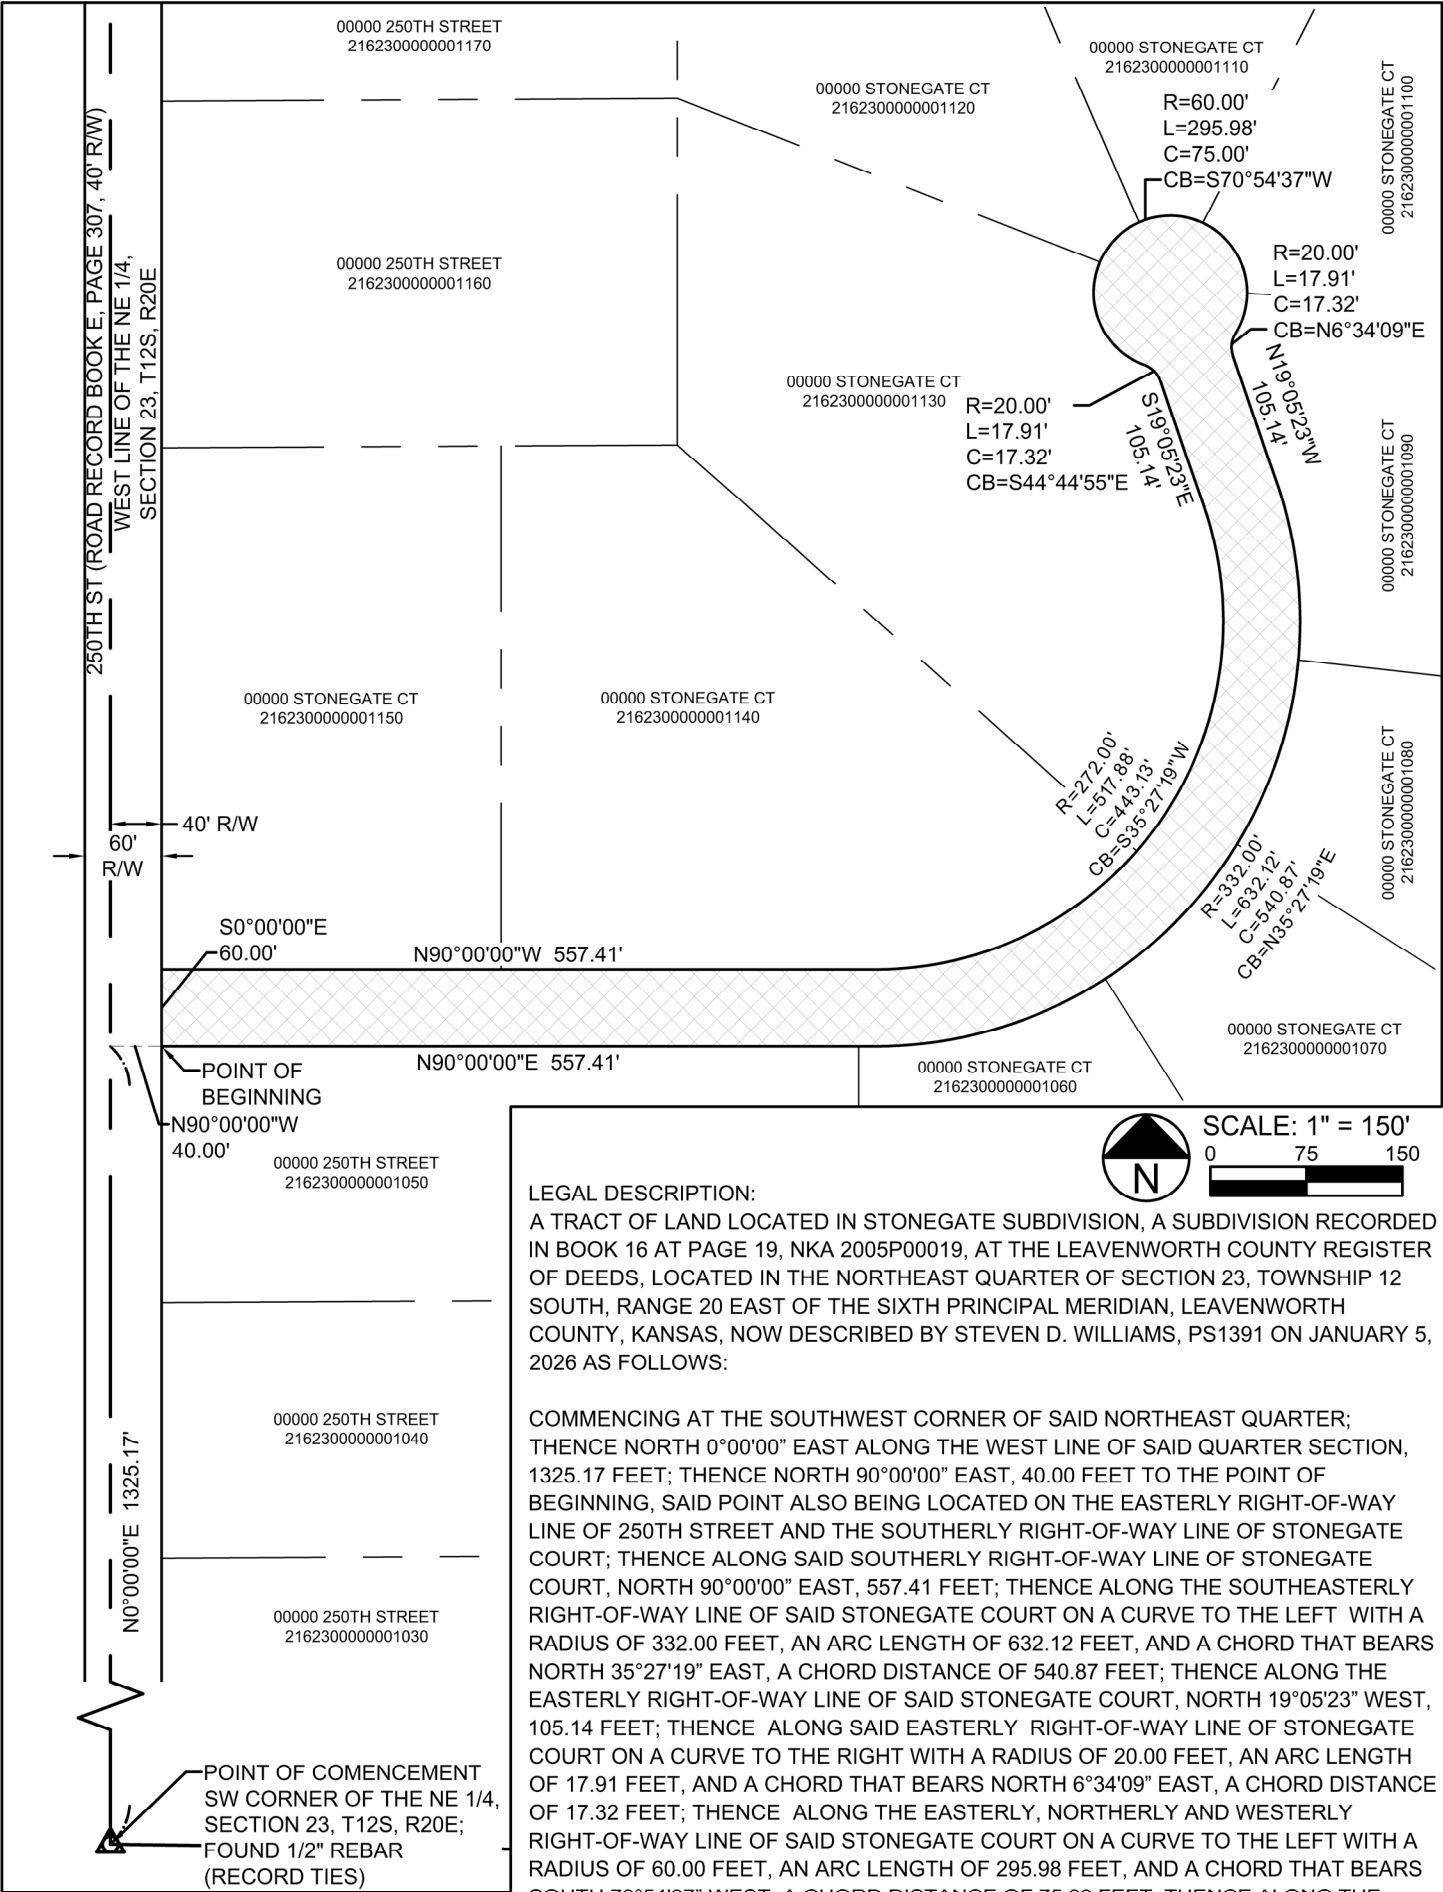 00000 250TH STREET
2162300000001170
00000 STONEGATE CT
2162300000001120
00000 STONEGATE CT
2162300000001110
00000 STONEGATE CT
2162300000001100
R=60.00'
L=295.98'
C=75.00'
CB=S70°54'37"W
250TH ST (ROAD RECORD BOOK E, PAGE 307, 40' R/W)
WEST LINE OF THE NE 1/4,
SECTION 23, T12S, R20E
00000 250TH STREET
2162300000001160
R=20.00'
L=17.91'
C=17.32'
CB=N6°34'09"E
N19°05'23"W
105.14'
00000 STONEGATE CT
2162300000001130
R=20.00'
L=17.91'
C=17.32'
CB=S44°44'55"E
S19°05'23"E
105.14'
00000 STONEGATE CT
2162300000001090
00000 STONEGATE CT
2162300000001150
00000 STONEGATE CT
2162300000001140
R=272.00'
L=517.88'
C=443.13'
CB=S35°27'19"W
00000 STONEGATE CT
2162300000001080
R=332.00'
L=632.12'
C=540.87'
CB=N35°27'19"E
40' R/W
60'
R/W
S0°00'00"E
60.00'
N90°00'00"W 557.41'
N90°00'00"E 557.41'
00000 STONEGATE CT
2162300000001070
00000 STONEGATE CT
2162300000001060
POINT OF
BEGINNING
N90°00'00"W
40.00'
00000 250TH STREET
2162300000001050
00000 250TH STREET
2162300000001040
N0°00'00"E 1325.17'
00000 250TH STREET
2162300000001030
POINT OF COMENCEMENT
SW CORNER OF THE NE 1/4,
SECTION 23, T12S, R20E;
FOUND 1/2" REBAR
(RECORD TIES)
N
SCALE: 1" = 150'
0 75 150
LEGAL DESCRIPTION:
A TRACT OF LAND LOCATED IN STONEGATE SUBDIVISION, A SUBDIVISION RECORDED
IN BOOK 16 AT PAGE 19, NKA 2005P00019, AT THE LEAVENWORTH COUNTY REGISTER
OF DEEDS, LOCATED IN THE NORTHEAST QUARTER OF SECTION 23, TOWNSHIP 12
SOUTH, RANGE 20 EAST OF THE SIXTH PRINCIPAL MERIDIAN, LEAVENWORTH
COUNTY, KANSAS, NOW DESCRIBED BY STEVEN D. WILLIAMS, PS1391 ON JANUARY 5,
2026 AS FOLLOWS:
COMMENCING AT THE SOUTHWEST CORNER OF SAID NORTHEAST QUARTER;
THENCE NORTH 0°00'00” EAST ALONG THE WEST LINE OF SAID QUARTER SECTION,
1325.17 FEET; THENCE NORTH 90°00'00” EAST, 40.00 FEET TO THE POINT OF
BEGINNING, SAID POINT ALSO BEING LOCATED ON THE EASTERLY RIGHT-OF-WAY
LINE OF 250TH STREET AND THE SOUTHERLY RIGHT-OF-WAY LINE OF STONEGATE
COURT; THENCE ALONG SAID SOUTHERLY RIGHT-OF-WAY LINE OF STONEGATE
COURT, NORTH 90°00'00” EAST, 557.41 FEET; THENCE ALONG THE SOUTHEASTERLY
RIGHT-OF-WAY LINE OF SAID STONEGATE COURT ON A CURVE TO THE LEFT WITH A
RADIUS OF 332.00 FEET, AN ARC LENGTH OF 632.12 FEET, AND A CHORD THAT BEARS
NORTH 35°27'19” EAST, A CHORD DISTANCE OF 540.87 FEET; THENCE ALONG THE
EASTERLY RIGHT-OF-WAY LINE OF SAID STONEGATE COURT, NORTH 19°05'23” WEST,
105.14 FEET; THENCE ALONG SAID EASTERLY RIGHT-OF-WAY LINE OF STONEGATE
COURT ON A CURVE TO THE RIGHT WITH A RADIUS OF 20.00 FEET, AN ARC LENGTH
OF 17.91 FEET, AND A CHORD THAT BEARS NORTH 6°34'09” EAST, A CHORD DISTANCE
OF 17.32 FEET; THENCE ALONG THE EASTERLY, NORTHERLY AND WESTERLY
RIGHT-OF-WAY LINE OF SAID STONEGATE COURT ON A CURVE TO THE LEFT WITH A
RADIUS OF 60.00 FEET, AN ARC LENGTH OF 295.98 FEET, AND A CHORD THAT BEARS